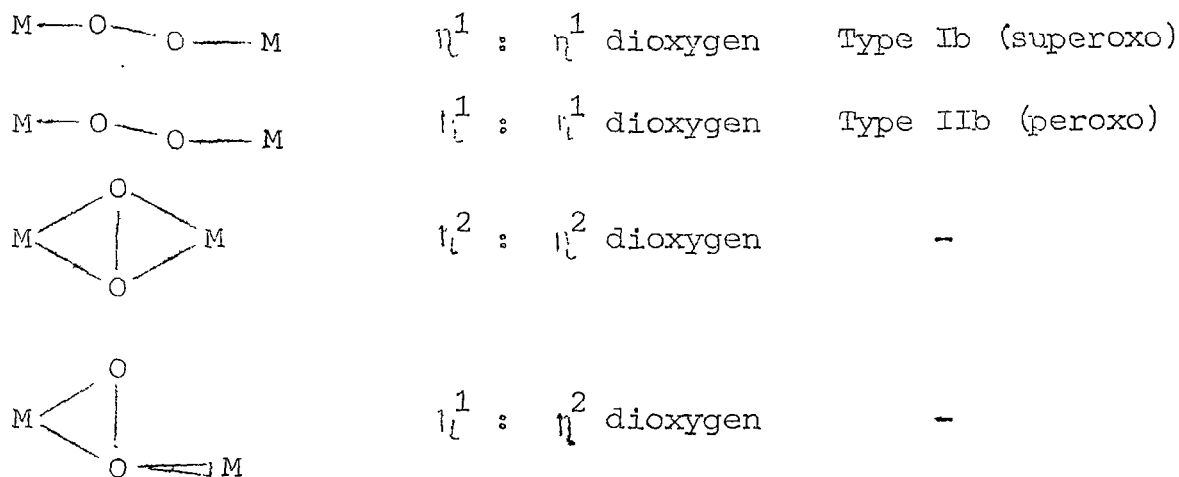 M O O M η¹ : η¹ dioxygen Type Ib (superoxo)
M O O M η¹ : η¹ dioxygen Type IIb (peroxo)
O
M M η² : η² dioxygen -
O
O
M η¹ : η² dioxygen -
O M